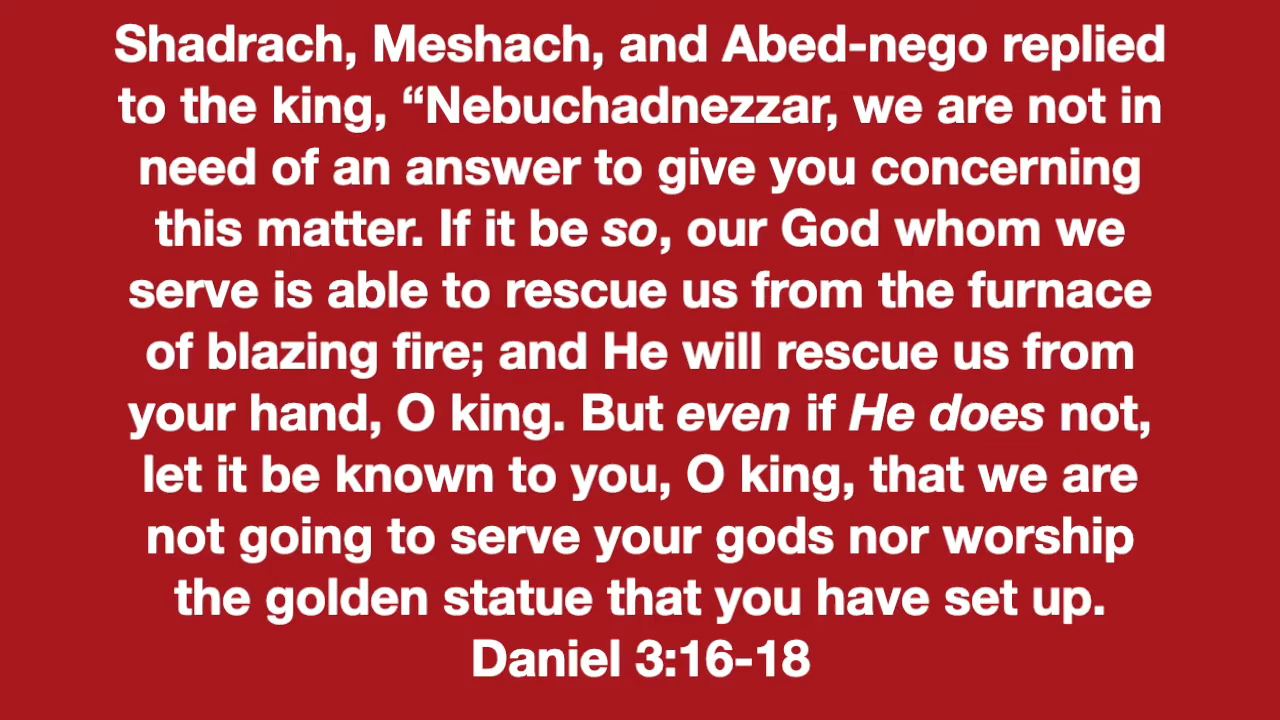 Shadrach, Meshach, and Abed-nego replied
to the king, “Nebuchadnezzar, we are not in
need of an answer to give you concerning
this matter. If it be so, our God whom we
serve is able to rescue us from the furnace
of blazing fire; and He will rescue us from
your hand, O king. But even if He does not,
let it be known to you, O king, that we are
not going to serve your gods nor worship
the golden statue that you have set up.
Daniel 3:16-18